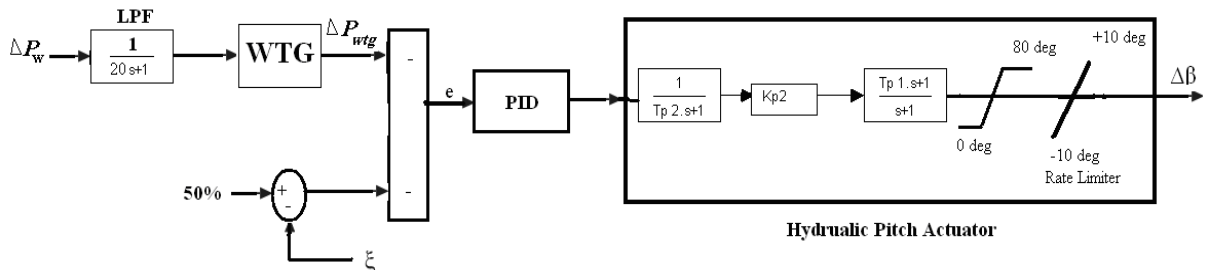 LPF
ΔP_w
1
20 s+1
WTG
ΔP_wtg
-
-
e
PID
1
Tp 2.s+1
Kp2
Tp 1.s+1
s+1
80 deg
0 deg
+10 deg
-10 deg
Rate Limiter
Δβ
50%
+
-
ξ
Hydrualic Pitch Actuator